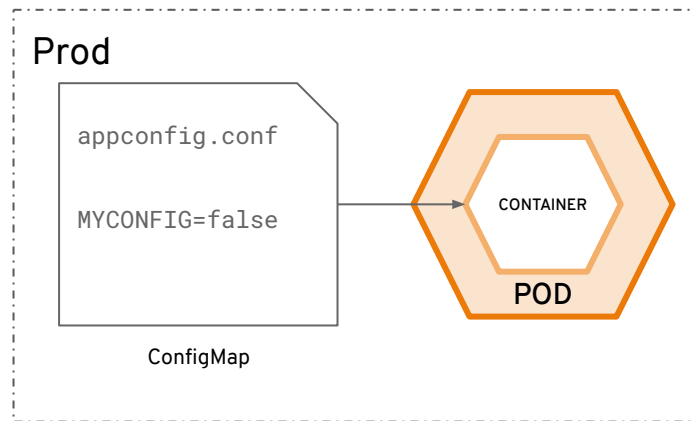 Prod
appconfig.conf
MYCONFIG=false
ConfigMap
CONTAINER
POD